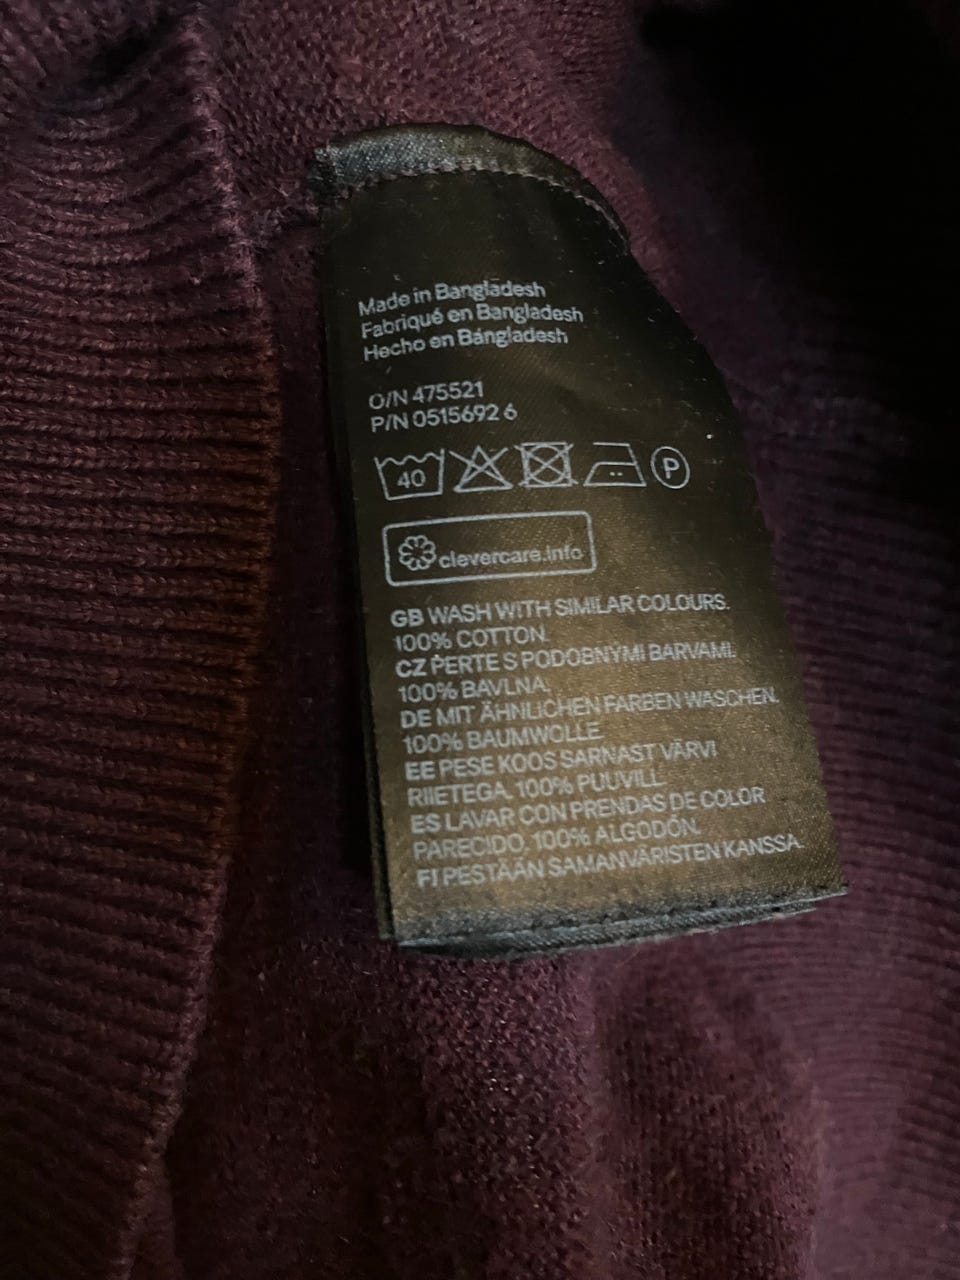 Made in Bangladesh
Fabriqué en Bangladesh
Hecho en Bangladesh
O/N 475521
P/N 0515692 6
40 P
clevercare.info
GB WASH WITH SIMILAR COLOURS.
100% COTTON.
CZ PERTE S PODOBNÝMI BARVAMI.
100% BAVLNA.
DE MIT ÄHNLICHEN FARBEN WASCHEN.
100% BAUMWOLLE.
EE PESE KOOS SARNAST VÄRVI
RIIETEGA. 100% PUUVILL.
ES LAVAR CON PRENDAS DE COLOR
PARECIDO. 100% ALGODÓN.
FI PESTÄÄN SAMANVÄRISTEN KANSSA.